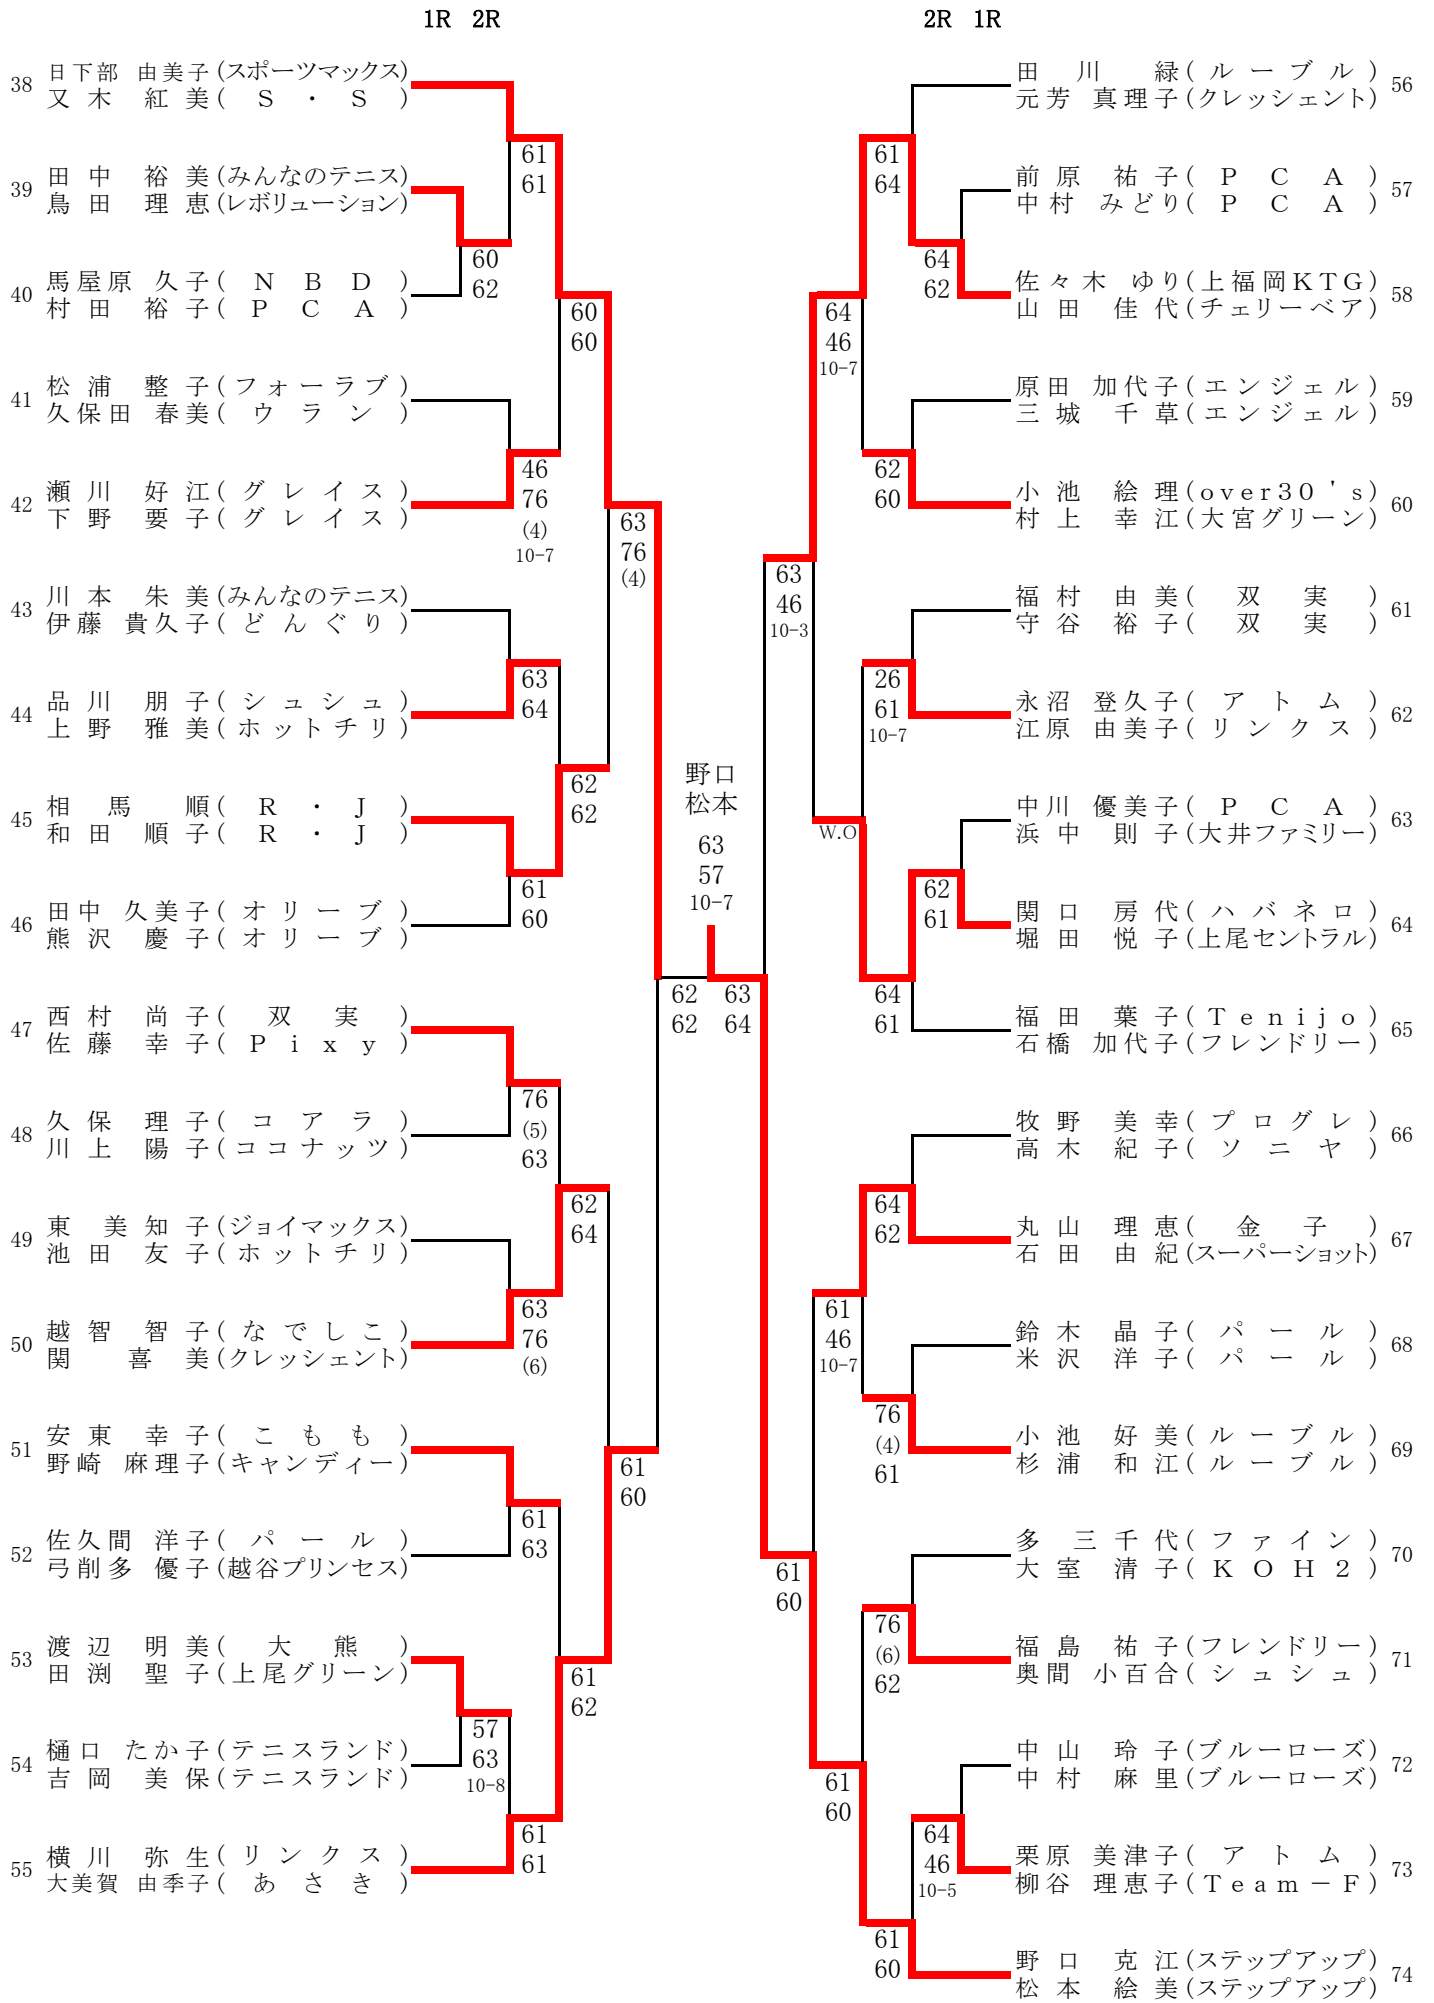 1R 2R
38 日下部 由美子(スポーツマックス)
又木 紅美(S・S)
61
61
39 田中 裕美(みんなのテニス)
鳥田 理恵(レボリューション)
60
62
40 馬屋原 久子(NBD)
村田 裕子(PCA)
60
60
41 松浦 整子(フォーラブ)
久保田 春美(ウラン)
46
76
(4)
10-7
42 瀬川 好江(グレイス)
下野 要子(グレイス)
63
76
(4)
43 川本 朱美(みんなのテニス)
伊藤 貴久子(どんぐり)
63
64
44 品川 朋子(シュシュ)
上野 雅美(ホットチリ)
62
62
45 相馬 順(R・J)
和田 順子(R・J)
61
60
46 田中 久美子(オリーブ)
熊沢 慶子(オリーブ)
62
62
47 西村 尚子(双実)
佐藤 幸子(Pixy)
76
(5)
63
48 久保 理子(コアラ)
川上 陽子(ココナッツ)
62
64
49 東 美知子(ジョイマックス)
池田 友子(ホットチリ)
63
76
(6)
50 越智 智子(なでしこ)
関 喜美(クレッシェント)
51 安東 幸子(こもも)
野崎 麻理子(キャンディー)
61
60
61
63
52 佐久間 洋子(パール)
弓削多 優子(越谷プリンセス)
53 渡辺 明美(大熊)
田渕 聖子(上尾グリーン)
61
62
57
63
10-8
54 樋口 たか子(テニスランド)
吉岡 美保(テニスランド)
61
61
55 横川 弥生(リンクス)
大美賀 由季子(あさき)
野口
松本
63
57
10-7
2R 1R
田川 緑(ルーブル) 56
元芳 真理子(クレッシェント)
61
64
前原 祐子(PCA) 57
中村 みどり(PCA)
64
62
佐々木 ゆり(上福岡KTG) 58
山田 佳代(チェリーベア)
64
46
10-7
原田 加代子(エンジェル) 59
三城 千草(エンジェル)
62
60
小池 絵理(over30's) 60
村上 幸江(大宮グリーン)
63
46
10-3
福村 由美(双実) 61
守谷 裕子(双実)
26
61
10-7
永沼 登久子(アトム) 62
江原 由美子(リンクス)
W.O
中川 優美子(PCA) 63
浜中 則子(大井ファミリー)
62
61
関口 房代(ハバネロ) 64
堀田 悦子(上尾セントラル)
63
64
64
61
福田 葉子(Tenijo) 65
石橋 加代子(フレンドリー)
牧野 美幸(プログレ) 66
高木 紀子(ソニヤ)
64
62
丸山 理恵(金子) 67
石田 由紀(スーパーショット)
61
46
10-7
鈴木 晶子(パール) 68
米沢 洋子(パール)
76
(4)
61
小池 好美(ルーブル) 69
杉浦 和江(ルーブル)
61
60
多 三千代(ファイン) 70
大室 清子(KOH2)
76
(6)
62
福島 祐子(フレンドリー) 71
奥間 小百合(シュシュ)
61
60
中山 玲子(ブルーローズ) 72
中村 麻里(ブルーローズ)
64
46
10-5
栗原 美津子(アトム) 73
柳谷 理恵子(Team-F)
61
60
野口 克江(ステップアップ) 74
松本 絵美(ステップアップ)